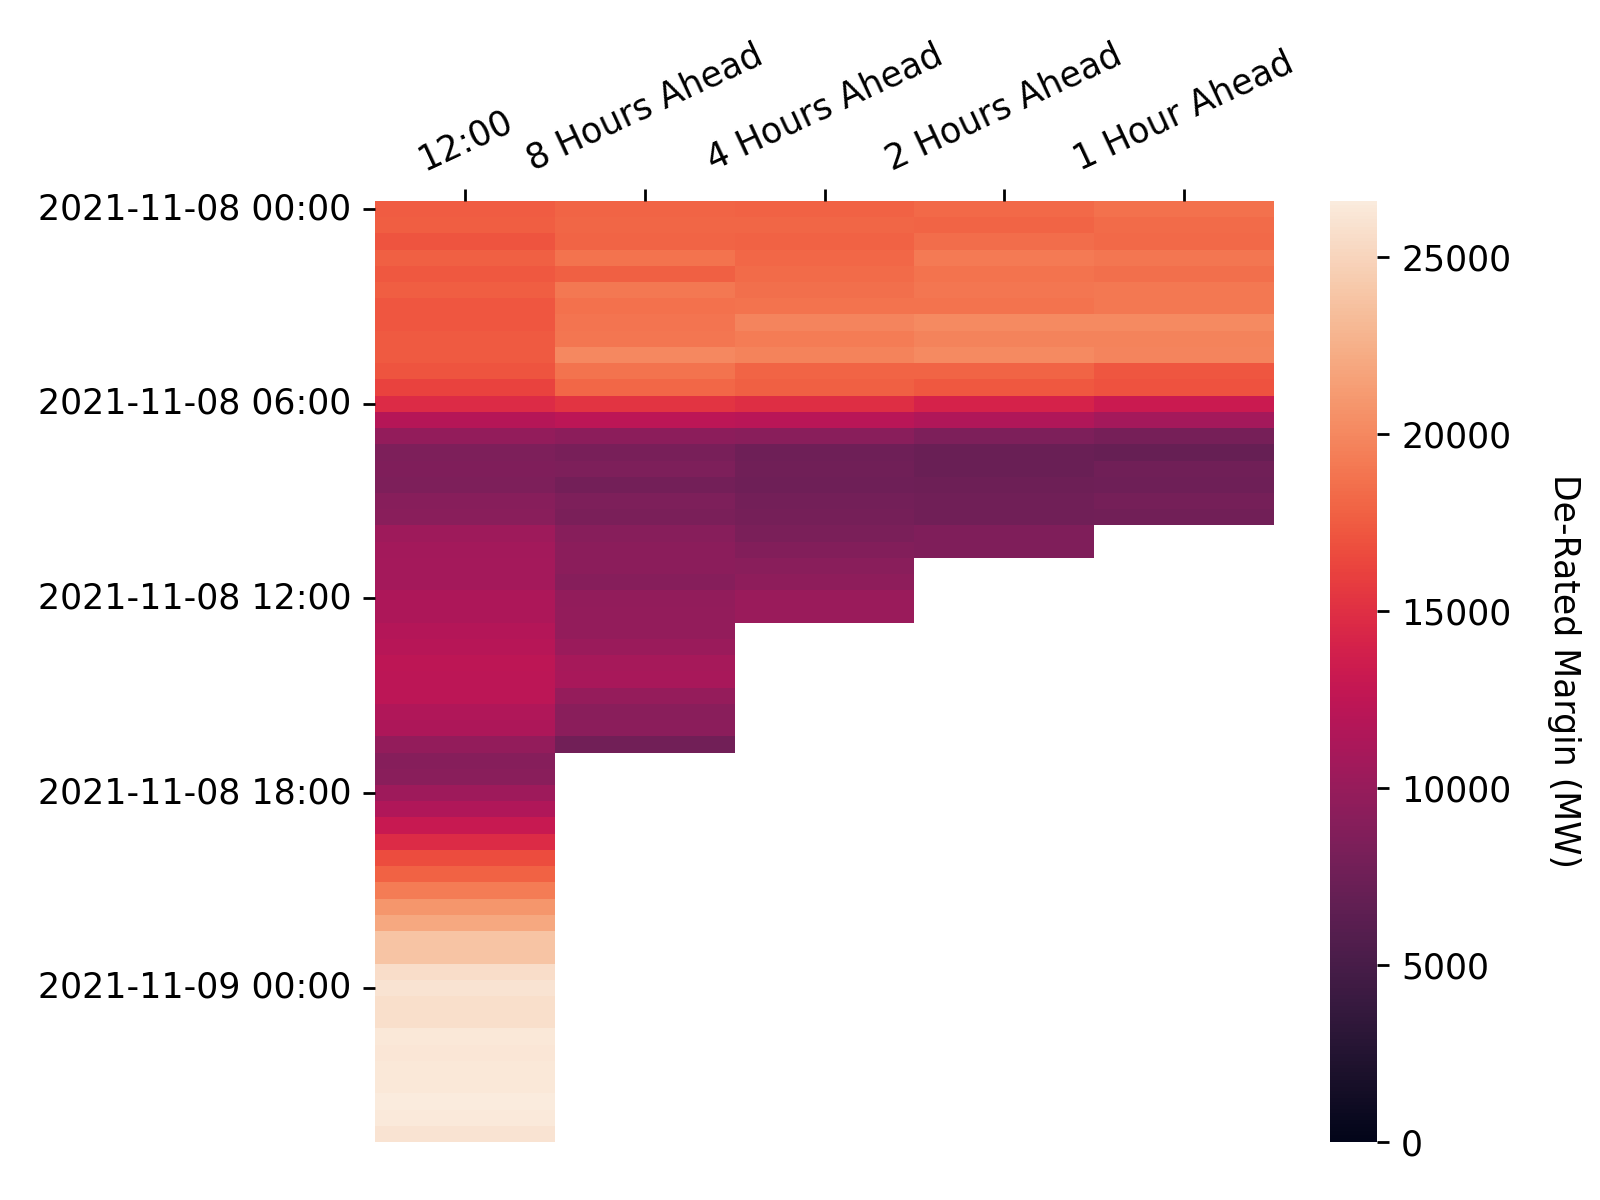 12:00
8 Hours Ahead
4 Hours Ahead
2 Hours Ahead
1 Hour Ahead
2021-11-08 00:00
2021-11-08 06:00
2021-11-08 12:00
2021-11-08 18:00
2021-11-09 00:00
25000
20000
15000
10000
5000
0
De-Rated Margin (MW)